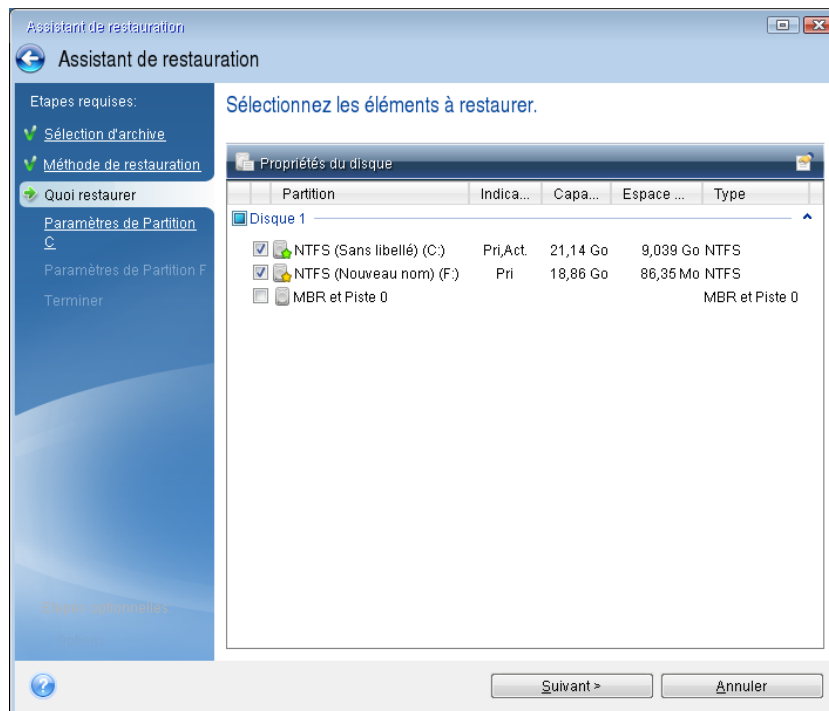 Assistant de restauration
Assistant de restauration
Etapes requises:
Sélection d'archive
Méthode de restauration
Quoi restaurer
Paramètres de Partition
C
Paramètres de Partition F
Terminer
Sélectionnez les éléments à restaurer.
Propriétés du disque
Partition Indica... Capa... Espace ... Type
Disque 1
NTFS (Sans libellé) (C:) Pri,Act. 21,14 Go 9,039 Go NTFS
NTFS (Nouveau nom) (F:) Pri 18,86 Go 86,35 Mo NTFS
MBR et Piste 0 MBR et Piste 0
Suivant >
Annuler